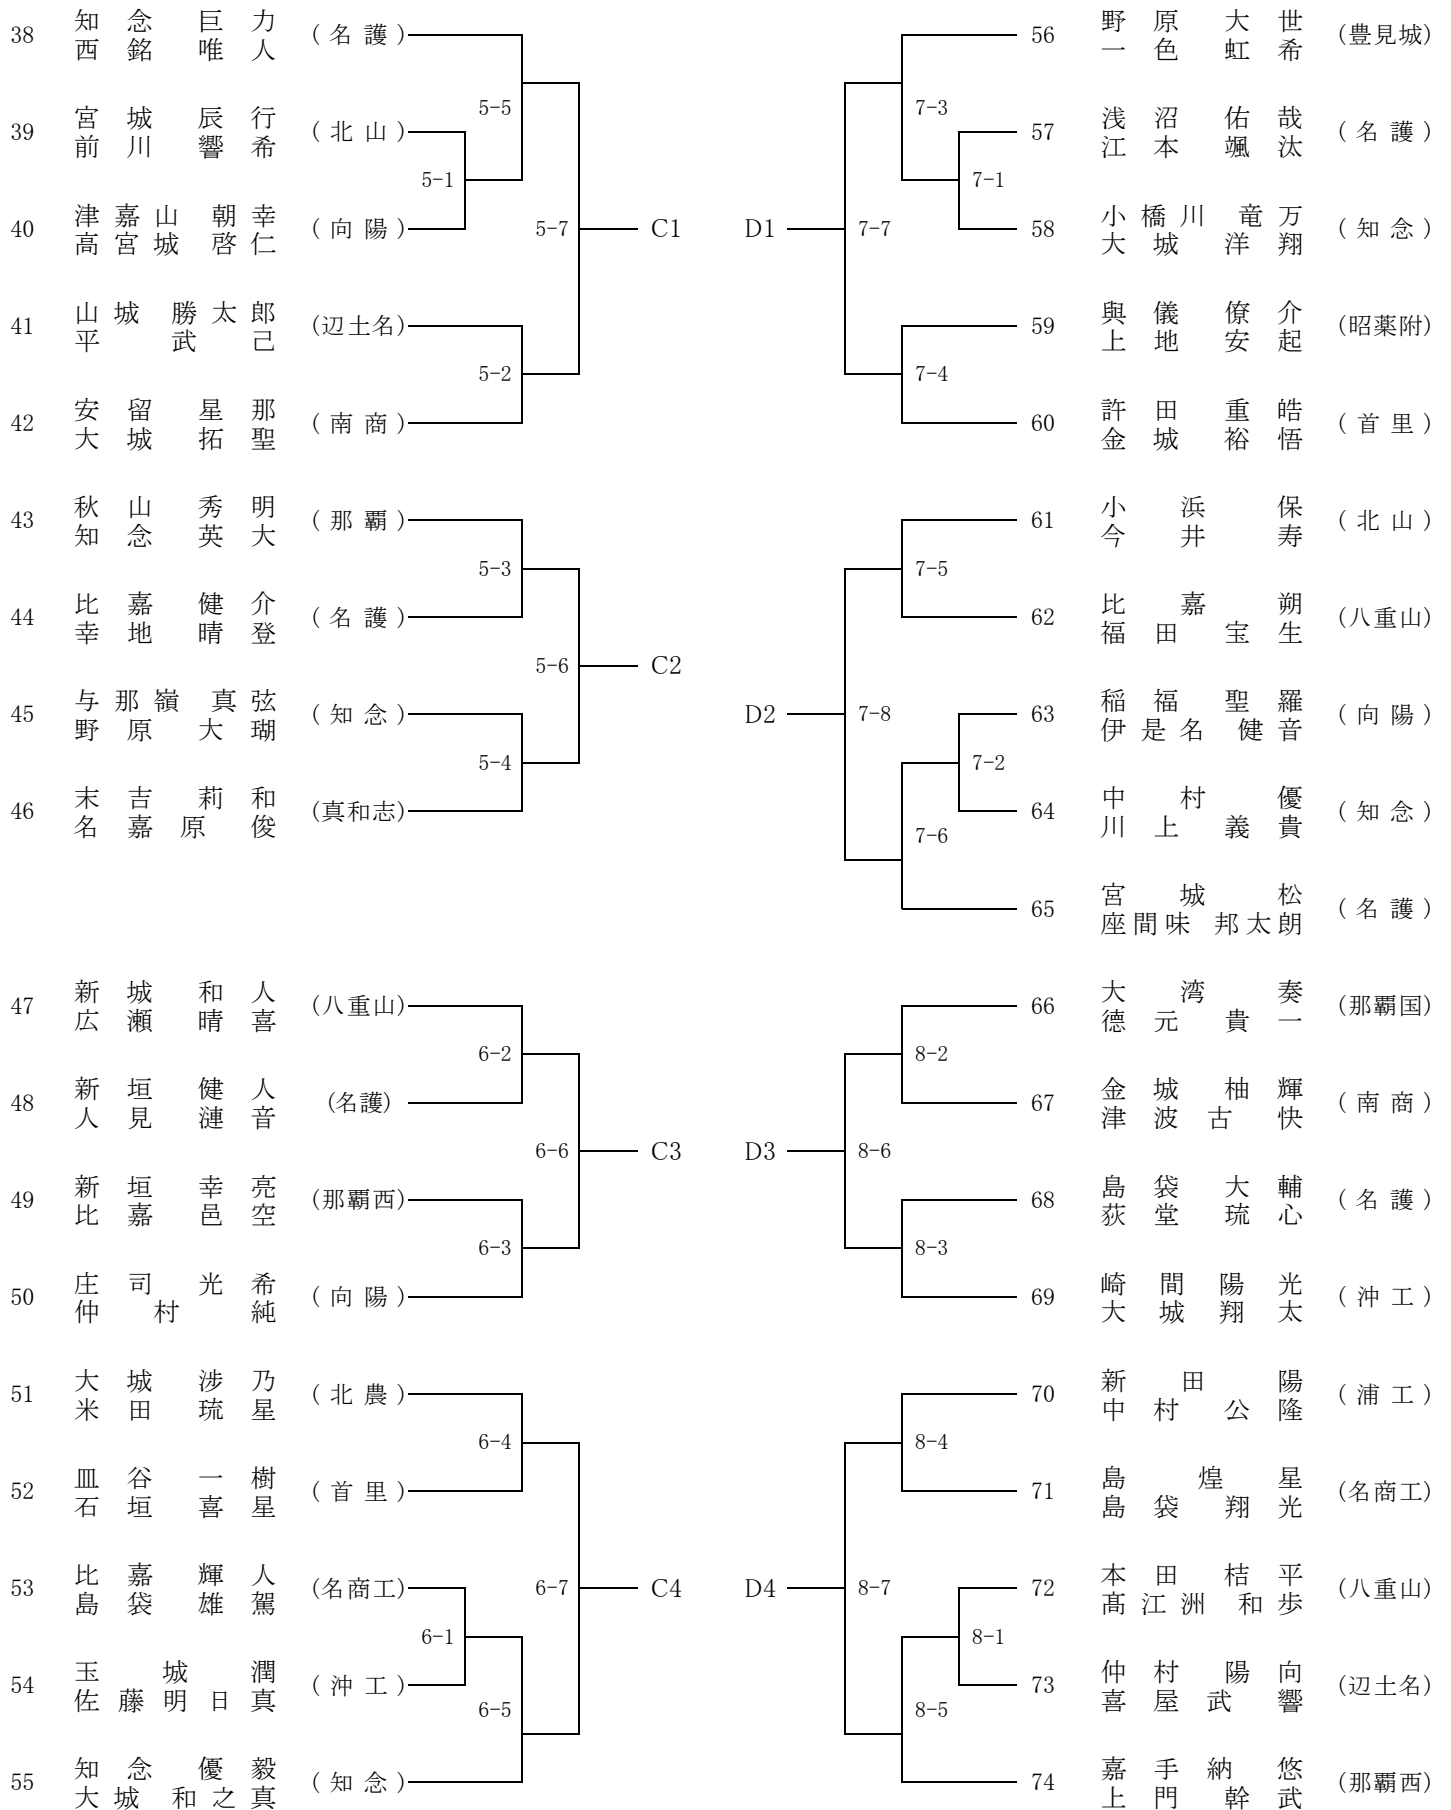 38 知念巨力 (名護)
西銘唯人
5-5
39 宮城辰行 (北山)
前川響希
5-1
40 津嘉山朝幸 (向陽) 5-7 C1
高宮城啓仁
41 山城勝太郎 (辺土名)
平武己
5-2
42 安留星那 (南商)
大城拓聖
43 秋山秀明 (那覇)
知念英大
5-3
44 比嘉健介 (名護)
幸地晴登
5-6 C2
45 与那嶺真弦 (知念)
野原大瑚
5-4
46 末吉莉和 (真和志)
名嘉原俊
47 新城和人 (八重山)
広瀬晴喜
6-2
48 新垣健人 (名護)
人見漣音
6-6 C3
49 新垣幸亮 (那覇西)
比嘉邑空
6-3
50 庄司光希 (向陽)
仲村純
51 大城渉乃 (北農)
米田琉星
6-4
52 皿谷一樹 (首里)
石垣喜星
53 比嘉輝人 (名商工) 6-7 C4
島袋雄駕
6-1
54 玉城潤 (沖工)
佐藤明日真
6-5
55 知念優毅 (知念)
大城和之真
56 野原大世 (豊見城)
一色虹希
7-3
57 浅沼佑哉 (名護)
江本颯汰
7-1
D1 7-7 58 小橋川竜万 (知念)
大城洋翔
59 與儀僚介 (昭薬附)
上地安起
7-4
60 許田重皓 (首里)
金城裕悟
61 小浜保 (北山)
今井寿
7-5
62 比嘉朔 (八重山)
福田宝生
D2 7-8 63 稲福聖羅 (向陽)
伊是名健音
7-2
64 中村優 (知念)
川上義貴
7-6
65 宮城松 (名護)
座間味邦太朗
66 大湾奏 (那覇国)
德元貴一
8-2
67 金城柚輝 (南商)
津波古快
D3 8-6
68 島袋大輔 (名護)
荻堂琉心
8-3
69 崎間陽光 (沖工)
大城翔太
70 新田陽 (浦工)
中村公隆
8-4
71 島煌星 (名商工)
島袋翔光
D4 8-7 72 本田桔平 (八重山)
髙江洲和歩
8-1
73 仲村陽向 (辺土名)
喜屋武響
8-5
74 嘉手納悠 (那覇西)
上門幹武